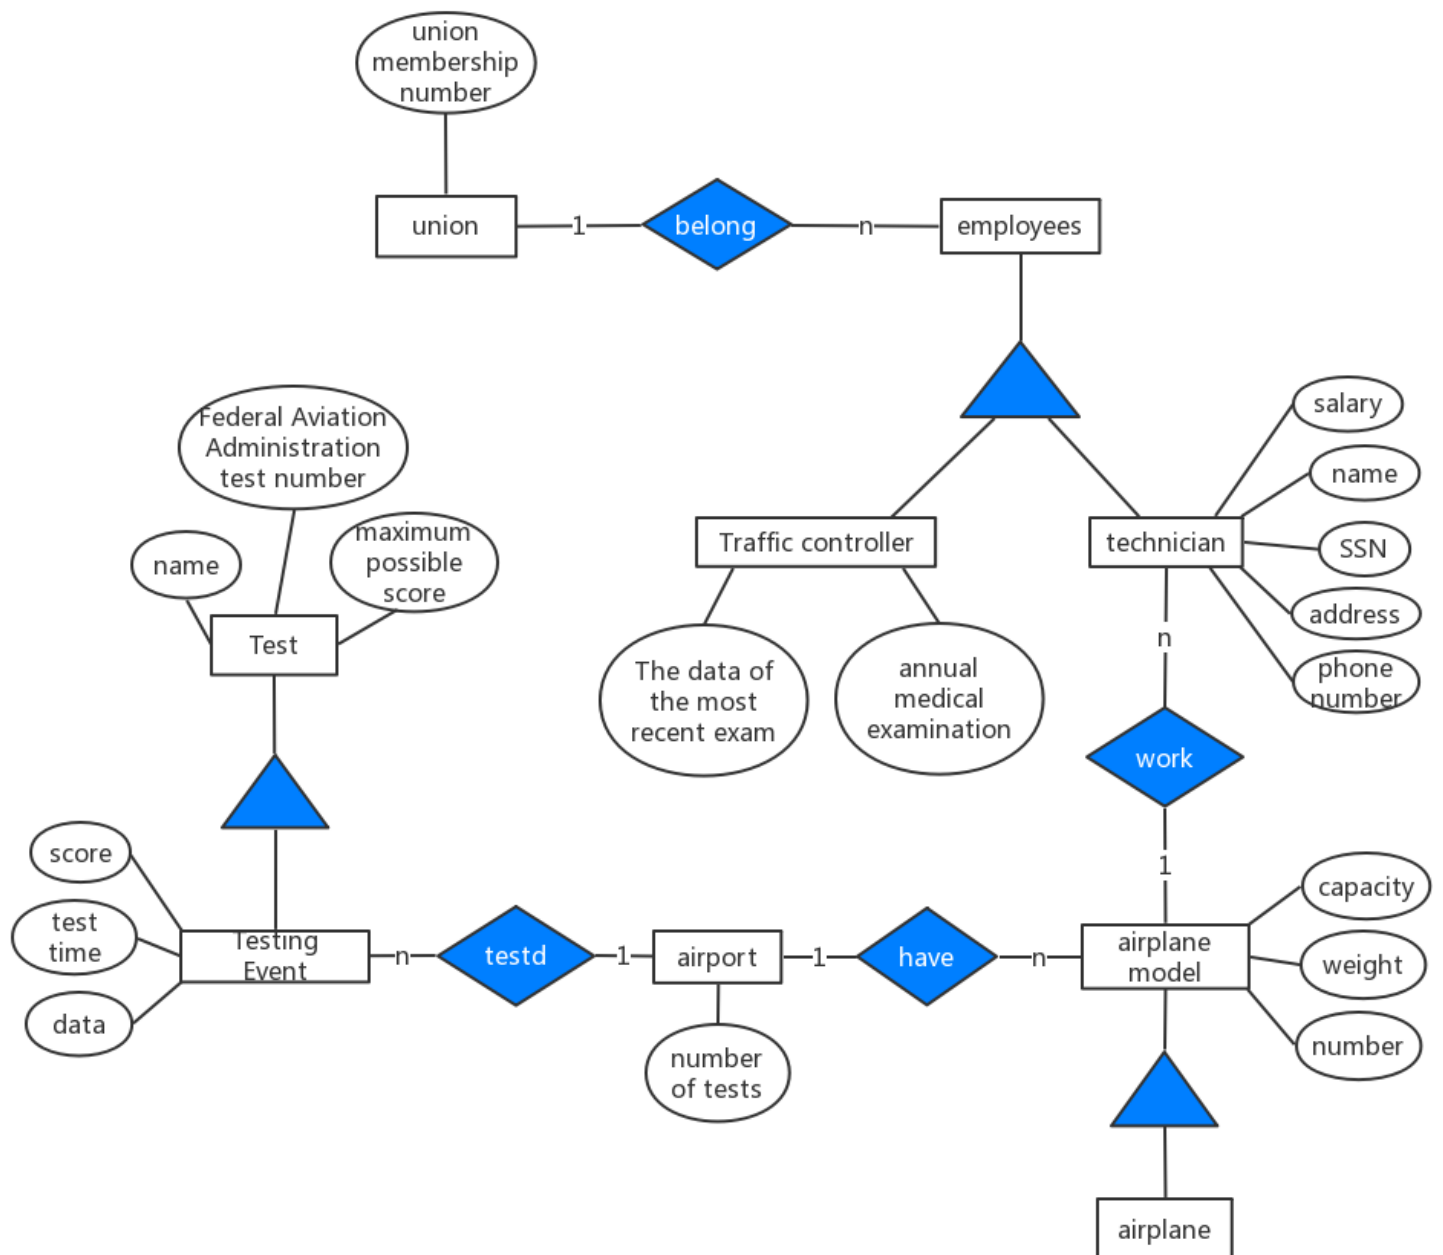 union
membership
number
union
1
belong
n
employees
Federal Aviation
Administration
test number
name
maximum
possible
score
Test
Traffic controller
The data of
the most
recent exam
annual
medical
examination
technician
salary
name
SSN
address
phone
number
n
work
1
score
test
time
data
Testing
Event
n
testd
1
airport
number
of tests
1
have
n
airplane
model
capacity
weight
number
airplane